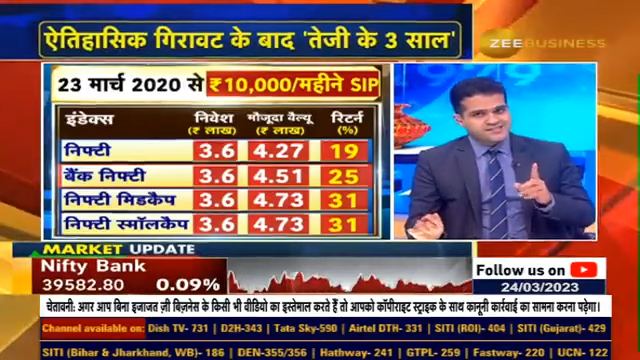 ऐतिहासिक गिरावट के बाद 'तेजी के 3 साल'
ZEE BUSINESS
23 मार्च 2020 से ₹10,000/महीने SIP
इंडेक्स निवेश (₹ लाख) मौजूदा वैल्यू (₹ लाख) रिटर्न (%)
निफ्टी 3.6 4.27 19
बैंक निफ्टी 3.6 4.51 25
निफ्टी मिडकैप 3.6 4.73 31
निफ्टी स्मॉलकैप 3.6 4.73 31
MARKET UPDATE
Nifty Bank
39582.80 0.09%
Follow us on
24/03/2023
चेतावनी: अगर आप बिना इजाजत ज़ी बिज़नेस के किसी भी वीडियो का इस्तेमाल करते हैं तो आपको कॉपीराइट स्ट्राइक के साथ कानूनी कार्रवाई का सामना करना पड़ेगा।
Channel available on: Dish TV- 731 | D2H-343 | Tata Sky-590 | Airtel DTH- 331 | SITI (ROI)- 404 | SITI (Gujarat)- 429
SITI (Bihar & Jharkhand, WB)- 186 | DEN-355/356 | Hathway- 241 | GTPL- 259 | Fastway- 220 | UCN- 122